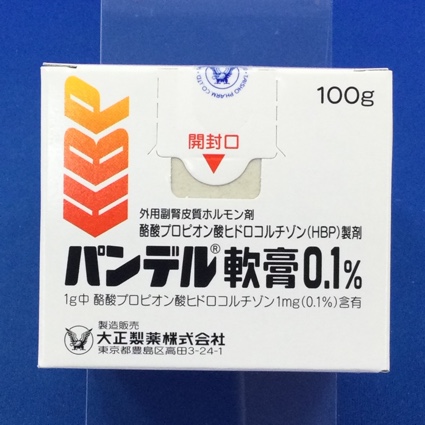 TAISHO PHARM.CO.,LTD.
100g
HBP
開封口
外用副腎皮質ホルモン剤
酪酸プロピオン酸ヒドロコルチゾン(HBP)製剤
パンデル®軟膏0.1%
1g中 酪酸プロピオン酸ヒドロコルチゾン1mg(0.1%)含有
製造販売
大正製薬株式会社
東京都豊島区高田3-24-1